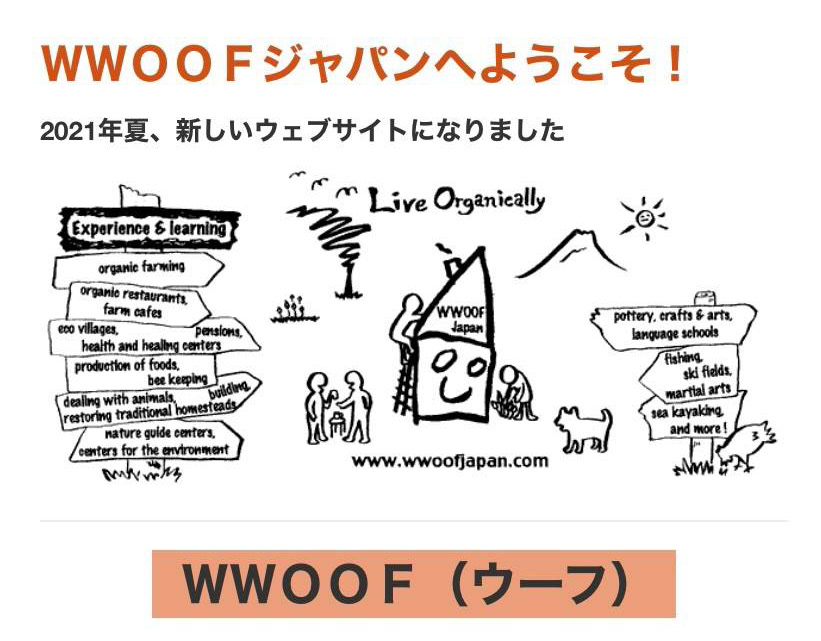 ＷＷＯＯＦジャパンへようこそ！
2021年夏、新しいウェブサイトになりました
Live Organically
Experience & learning
organic farming
organic restaurants,
farm cafes
eco villages, pensions,
health and healing centers
production of foods,
bee keeping
building,
dealing with animals,
restoring traditional homesteads
nature guide centers,
centers for the environment
WWOOF
Japan
pottery, crafts & arts,
language schools
fishing,
ski fields,
martial arts
sea kayaking,
and more!
www.wwoofjapan.com
ＷＷＯＯＦ（ウーフ）